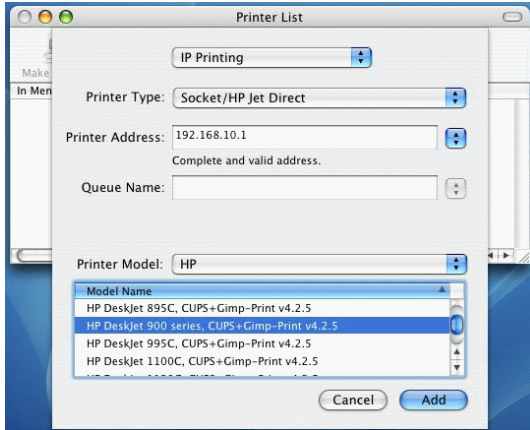 Printer List
IP Printing
Make
In Men
Printer Type: Socket/HP Jet Direct
Printer Address: 192.168.10.1
Complete and valid address.
Queue Name:
Printer Model: HP
Model Name
HP DeskJet 895C, CUPS+Gimp-Print v4.2.5
HP DeskJet 900 series, CUPS+Gimp-Print v4.2.5
HP DeskJet 995C, CUPS+Gimp-Print v4.2.5
HP DeskJet 1100C, CUPS+Gimp-Print v4.2.5
Cancel Add